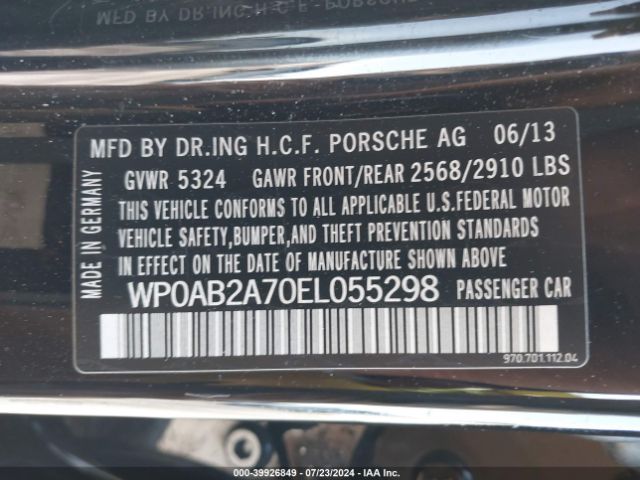 MFD BY DR.ING H.C.F. PORSCHE AG 06/13
GVWR 5324 GAWR FRONT/REAR 2568/2910 LBS
THIS VEHICLE CONFORMS TO ALL APPLICABLE U.S.FEDERAL MOTOR
VEHICLE SAFETY,BUMPER,AND THEFT PREVENTION STANDARDS
IN EFFECT ON THE DATE OF MANUFACTURE SHOWN ABOVE
WP0AB2A70EL055298 PASSENGER CAR
970.701.112.04
MADE IN GERMANY
000-39926849 | 07/23/2024 | IAA Inc.